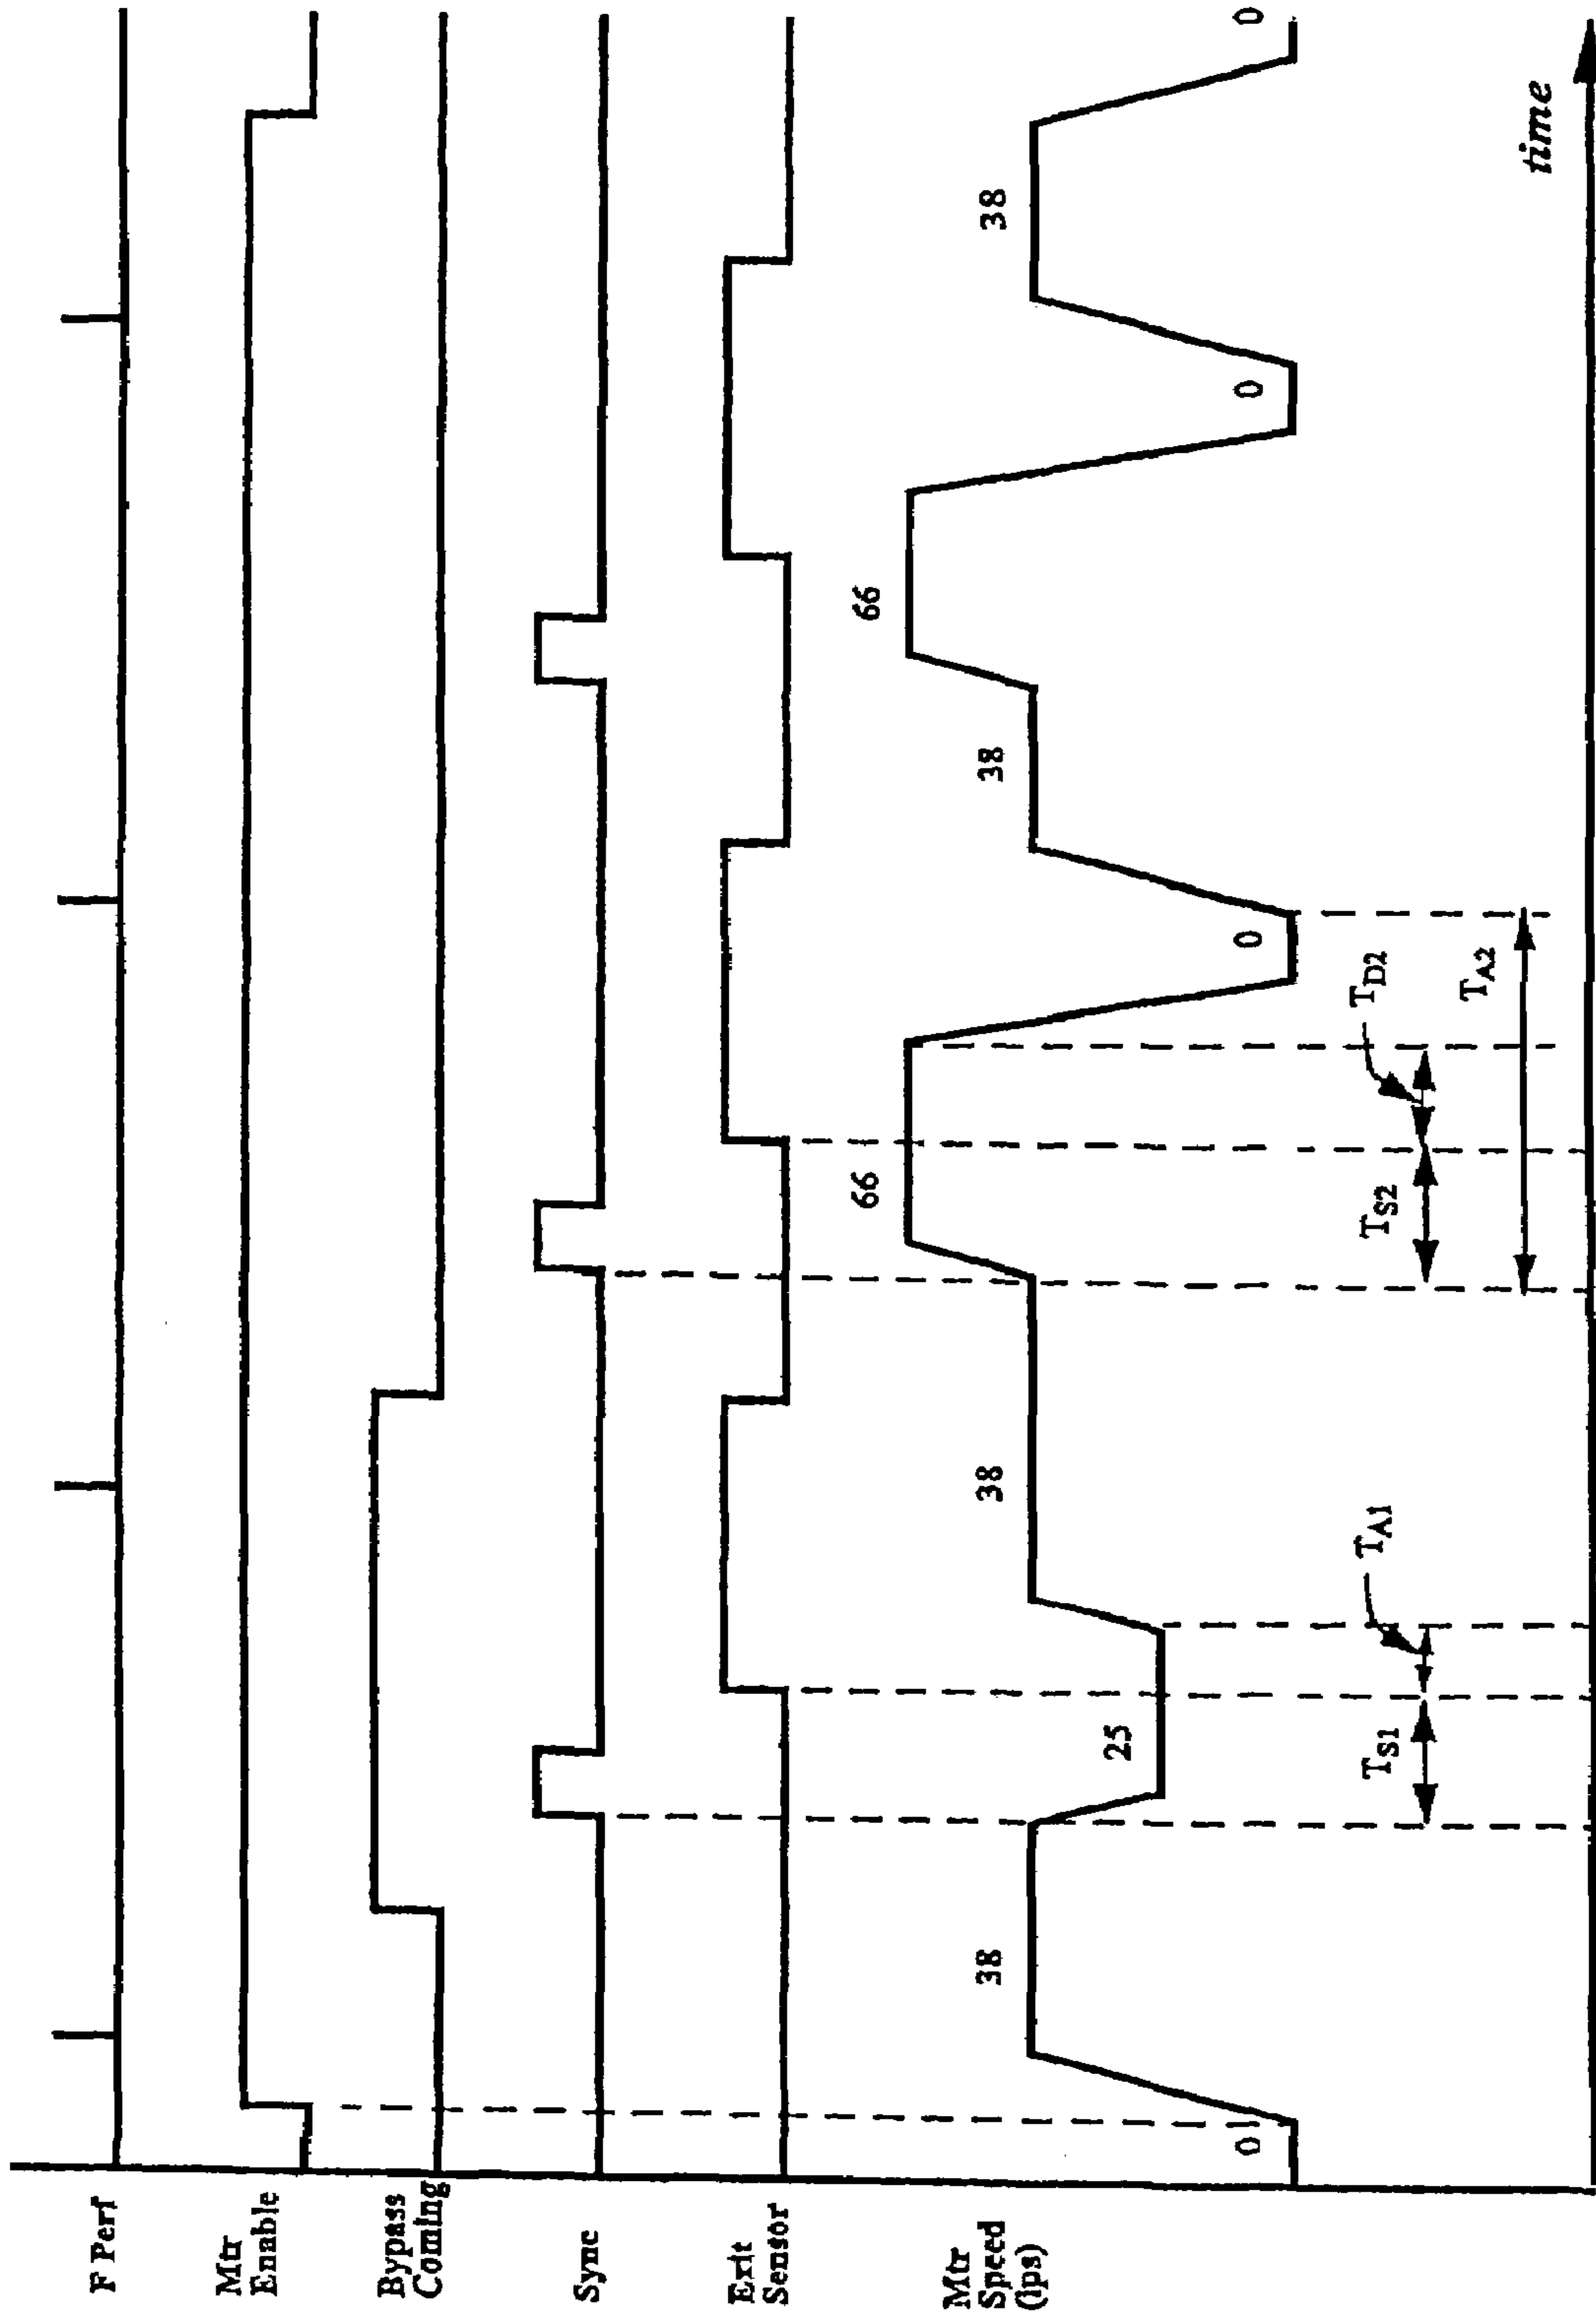 F Perf
Mtr
Enable
Bypass
Coming
Sync
Exit
Sensor
Mtr
Speed
(ips)
0
38
25
38
66
0
38
66
0
38
0
TS1
TA1
TS2
TD2
TA2
time